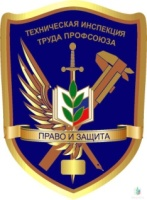 ТЕХНИЧЕСКАЯ ИНСПЕКЦИЯ
ТРУДА ПРОФСОЮЗА
ПРАВО И ЗАЩИТА